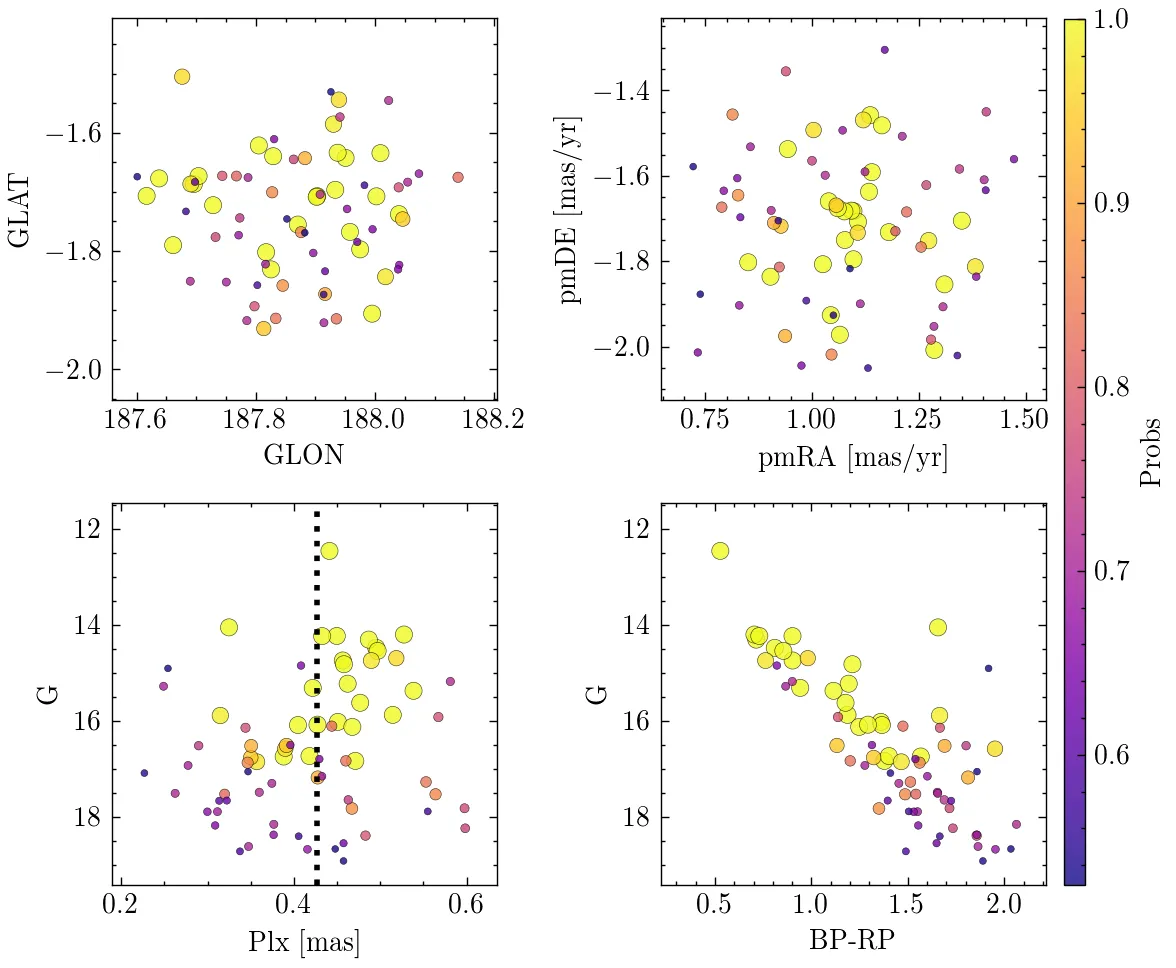 GLAT
−1.6
−1.8
−2.0
187.6 187.8 188.0 188.2
GLON
pmDE [mas/yr]
−1.4
−1.6
−1.8
−2.0
0.75 1.00 1.25 1.50
pmRA [mas/yr]
G
12
14
16
18
0.2 0.4 0.6
Plx [mas]
G
12
14
16
18
0.5 1.0 1.5 2.0
BP-RP
1.0
0.9
0.8
0.7
0.6
Probs